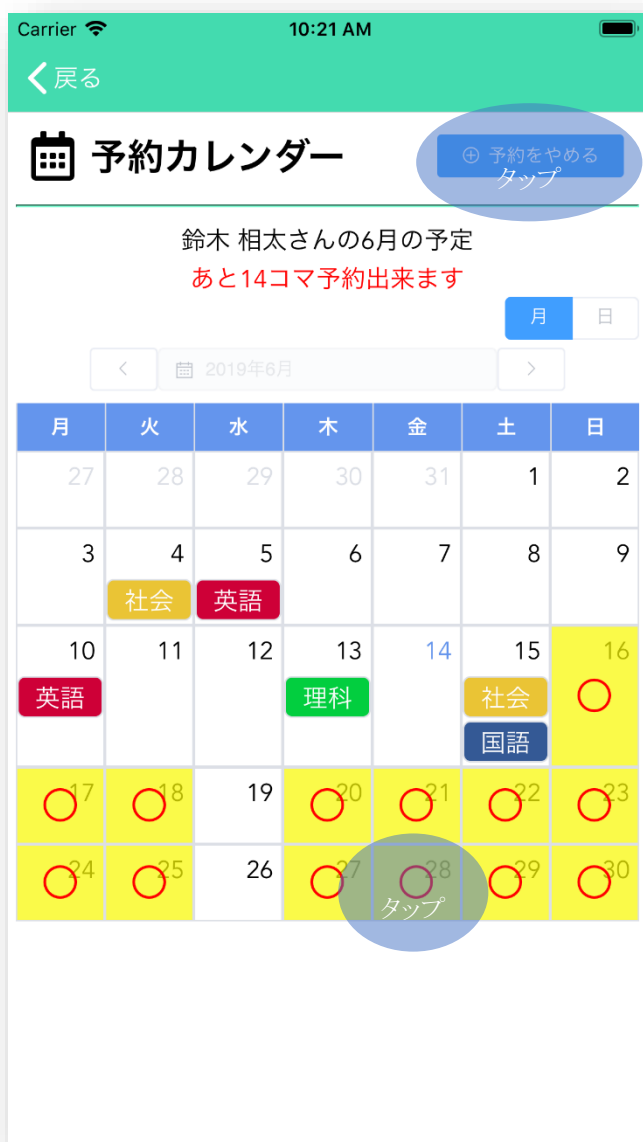 Carrier 10:21 AM
戻る
予約カレンダー
予約をやめる
タップ
鈴木 相太さんの6月の予定
あと14コマ予約出来ます
月 日
2019年6月
月 火 水 木 金 土 日
27 28 29 30 31 1 2
3 4 5 6 7 8 9
社会 英語
10 11 12 13 14 15 16
英語 理科 社会
国語
17 18 19 20 21 22 23
24 25 26 27 28 29 30
タップ